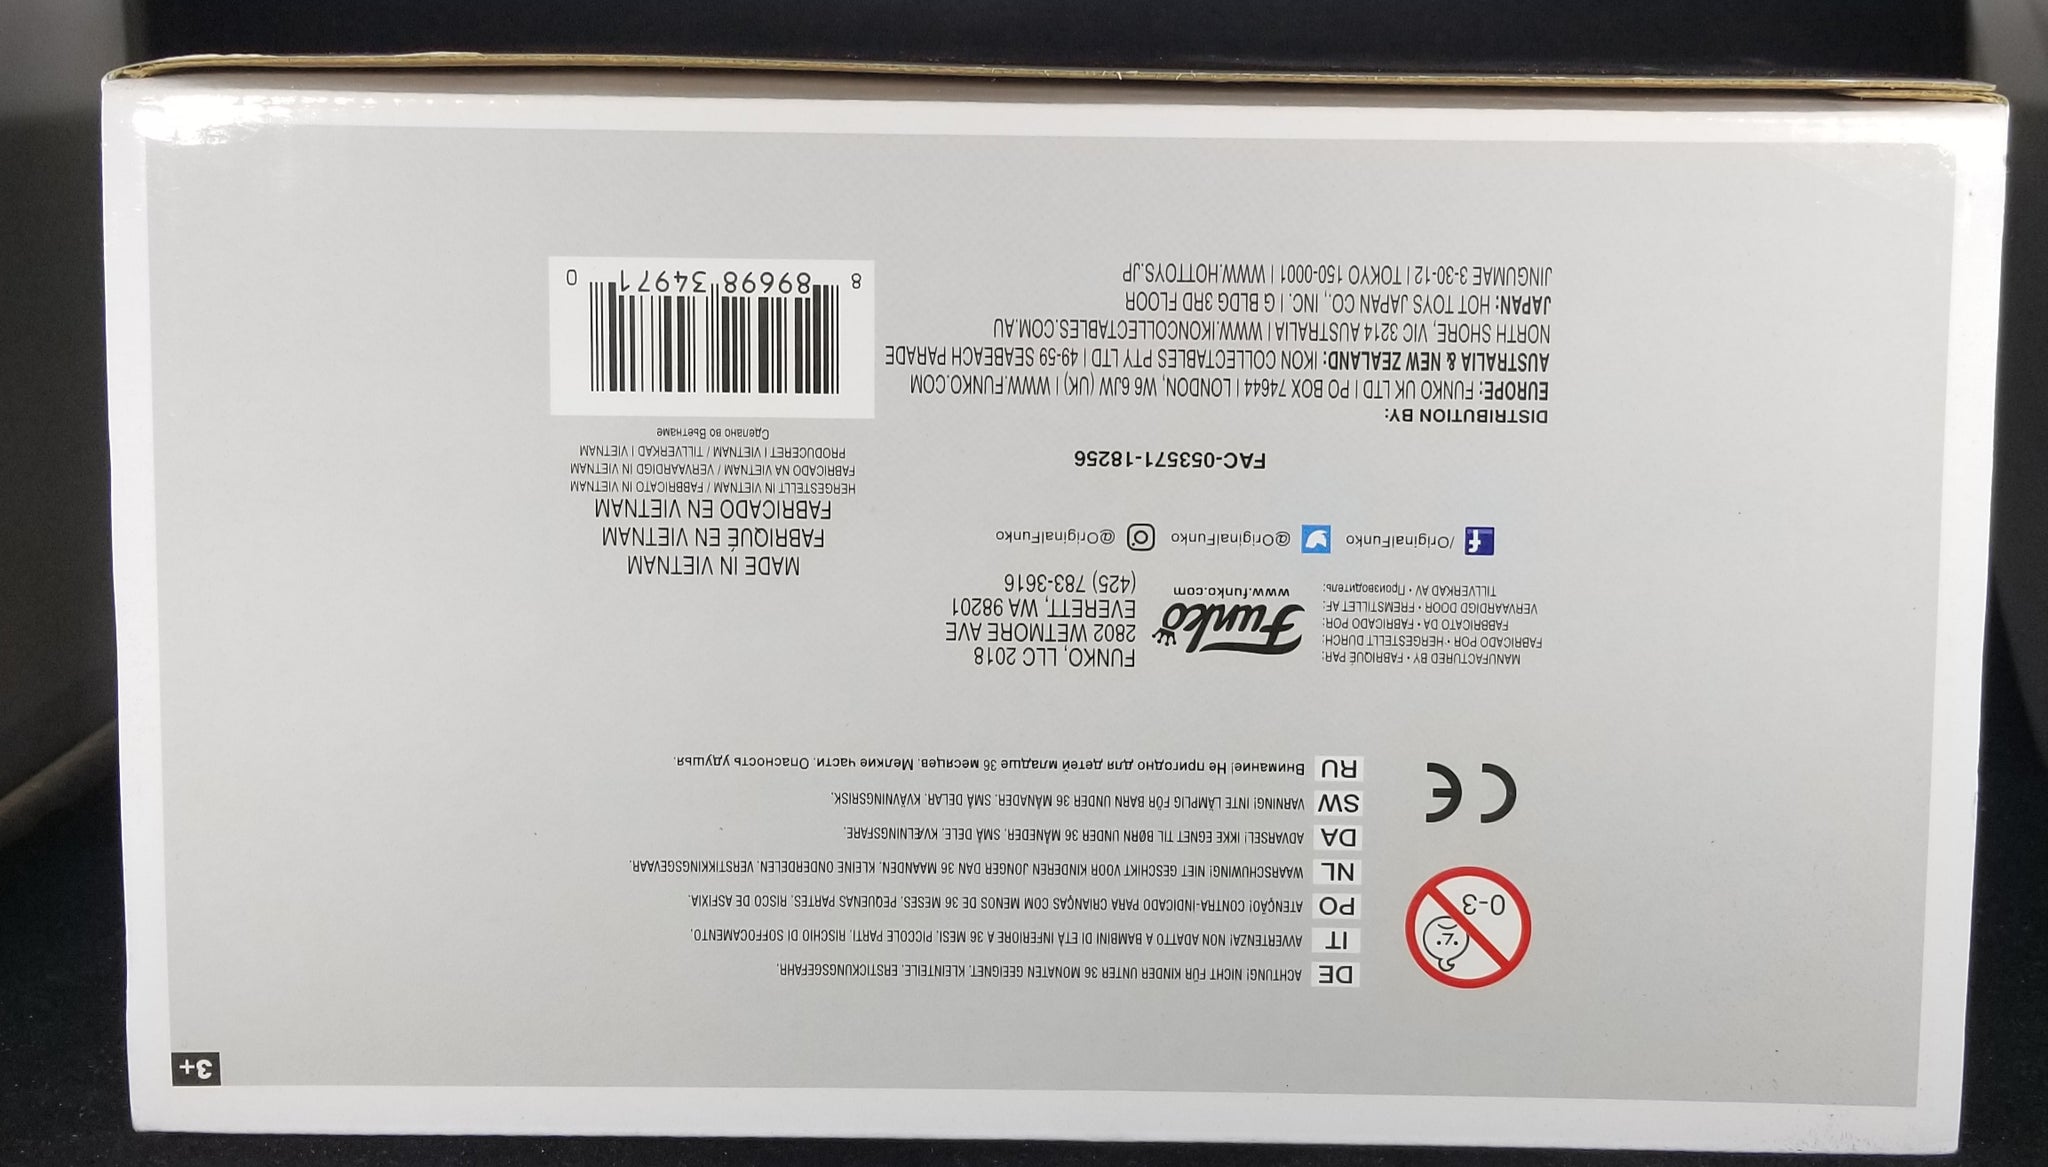 3+
0-3
DE ACHTUNG! NICHT FÜR KINDER UNTER 36 MONATEN GEEIGNET. KLEINTEILE. ERSTICKUNGSGEFAHR.
IT AVVERTENZA! NON ADATTO A BAMBINI DI ETÀ INFERIORE A 36 MESI. PICCOLE PARTI. RISCHIO DI SOFFOCAMENTO.
PO ATENÇÃO! CONTRA-INDICADO PARA CRIANÇAS COM MENOS DE 36 MESES. PEQUENAS PARTES. RISCO DE ASFIXIA.
NL WAARSCHUWING! NIET GESCHIKT VOOR KINDEREN JONGER DAN 36 MAANDEN. KLEINE ONDERDELEN. VERSTIKKINGSGEVAAR.
DA ADVARSEL! IKKE EGNET TIL BØRN UNDER 36 MÅNEDER. SMÅ DELE. KVÆLNINGSFARE.
SW VARNING! INTE LÄMPLIG FÖR BARN UNDER 36 MÅNADER. SMÅ DELAR. KVÄVNINGSRISK.
RU Внимание! Не пригодно для детей младше 36 месяцев. Мелкие части. Опасность удушья.
CE
MANUFACTURED BY • FABRIQUÉ PAR:
FABRICADO POR • HERGESTELLT DURCH:
FABBRICATO DA • FABRICADO POR:
VERVAARDIGD DOOR • FREMSTILLET AF:
TILLVERKAD AV • Производитель:
Funko
www.funko.com
FUNKO, LLC 2018
2802 WETMORE AVE
EVERETT, WA 98201
(425) 783-3616
/OriginalFunko @OriginalFunko @OriginalFunko
FAC-053571-18256
DISTRIBUTION BY:
EUROPE: FUNKO UK LTD | PO BOX 74644 | LONDON, W6 6JW (UK) | WWW.FUNKO.COM
AUSTRALIA & NEW ZEALAND: IKON COLLECTABLES PTY LTD | 49-59 SEABEACH PARADE
NORTH SHORE, VIC 3214 AUSTRALIA | WWW.IKONCOLLECTABLES.COM.AU
JAPAN: HOT TOYS JAPAN CO., INC. | G BLDG 3RD FLOOR
JINGUMAE 3-30-12 | TOKYO 150-0001 | WWW.HOTTOYS.JP
MADE IN VIETNAM
FABRIQUÉ EN VIETNAM
FABRICADO EN VIETNAM
HERGESTELLT IN VIETNAM / FABBRICATO IN VIETNAM
FABRICADO NA VIETNAM / VERVAARDIGD IN VIETNAM
PRODUCERET I VIETNAM / TILLVERKAD I VIETNAM
Сделано во Вьетнаме
8 89698 34971 0